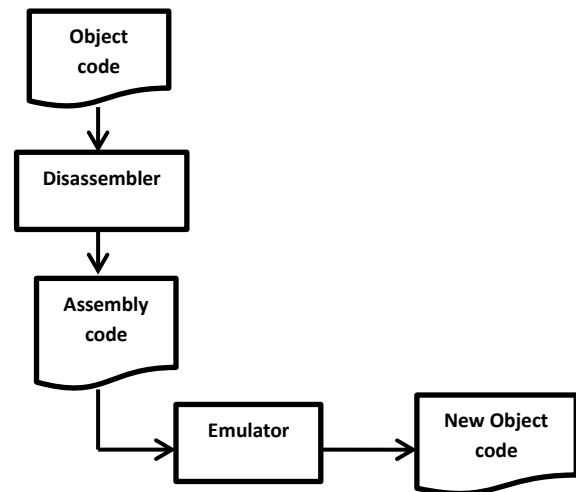 Object
code
Disassembler
Assembly
code
Emulator
New Object
code